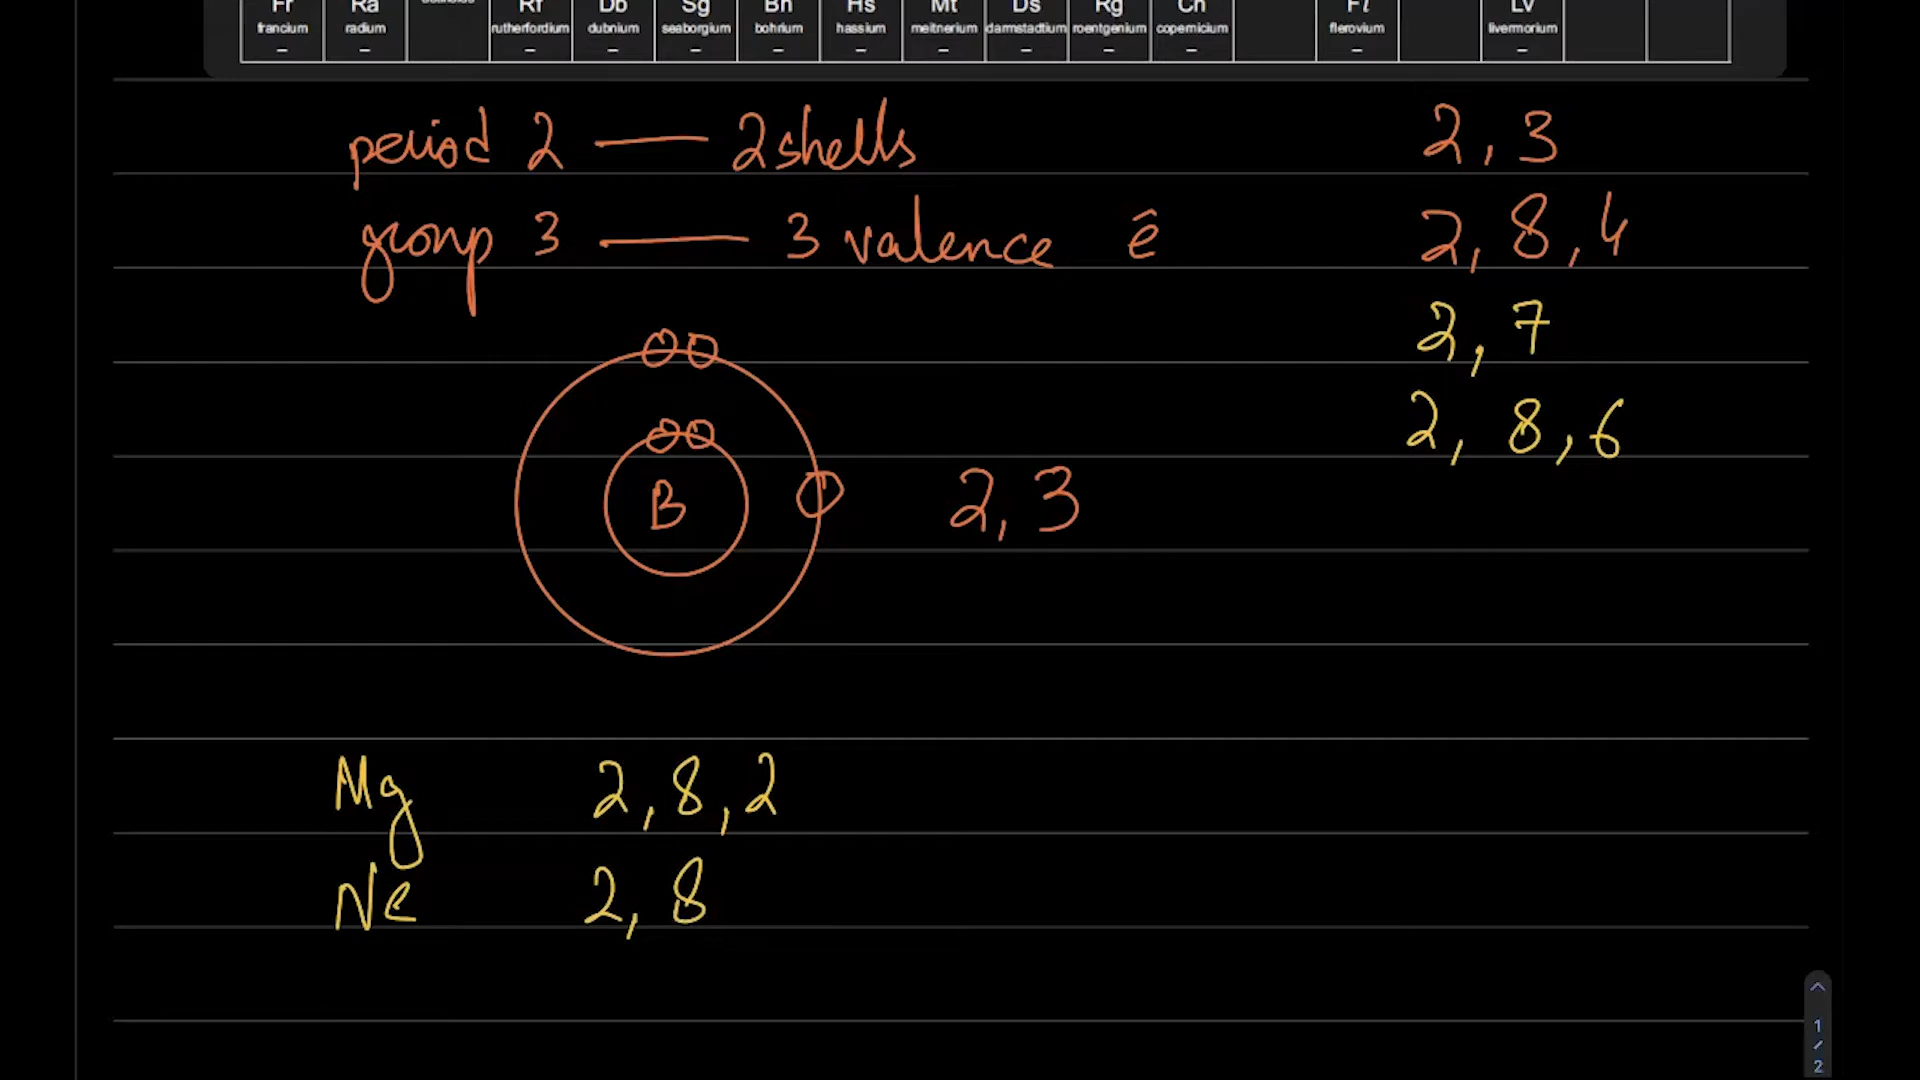 Fr Ra Rf Db Sg Bh Hs Mt Ds Rg Cn Fl Lv
francium radium rutherfordium dubnium seaborgium bohrium hassium meitnerium darmstadtium roentgenium copernicium flerovium livermorium
– – – – – – – – – – – – –
period 2 — 2 shells 2, 3
group 3 — 3 valence ē 2, 8, 4
2, 7
2, 8, 6
B 2, 3
Mg 2, 8, 2
Ne 2, 8
1
/
2